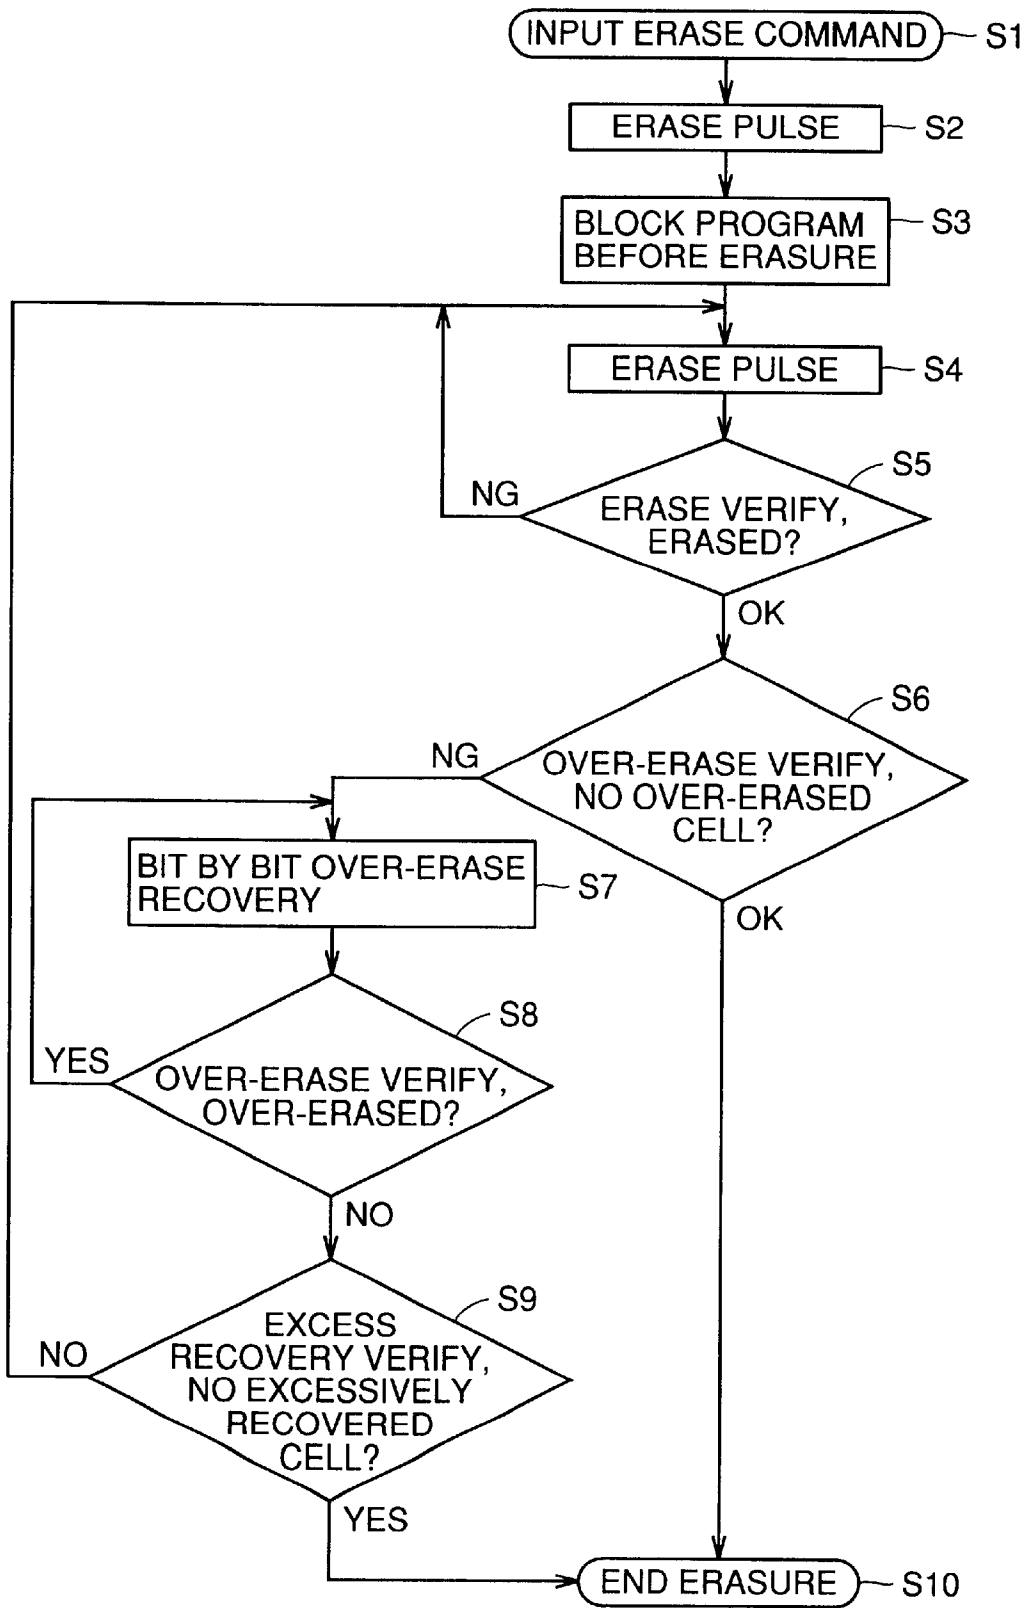 INPUT ERASE COMMAND
S1
ERASE PULSE
S2
BLOCK PROGRAM
BEFORE ERASURE
S3
ERASE PULSE
S4
S5
NG
ERASE VERIFY,
ERASED?
OK
S6
NG
OVER-ERASE VERIFY,
NO OVER-ERASED
CELL?
OK
BIT BY BIT OVER-ERASE
RECOVERY
S7
S8
YES
OVER-ERASE VERIFY,
OVER-ERASED?
NO
S9
NO
EXCESS
RECOVERY VERIFY,
NO EXCESSIVELY
RECOVERED
CELL?
YES
END ERASURE
S10